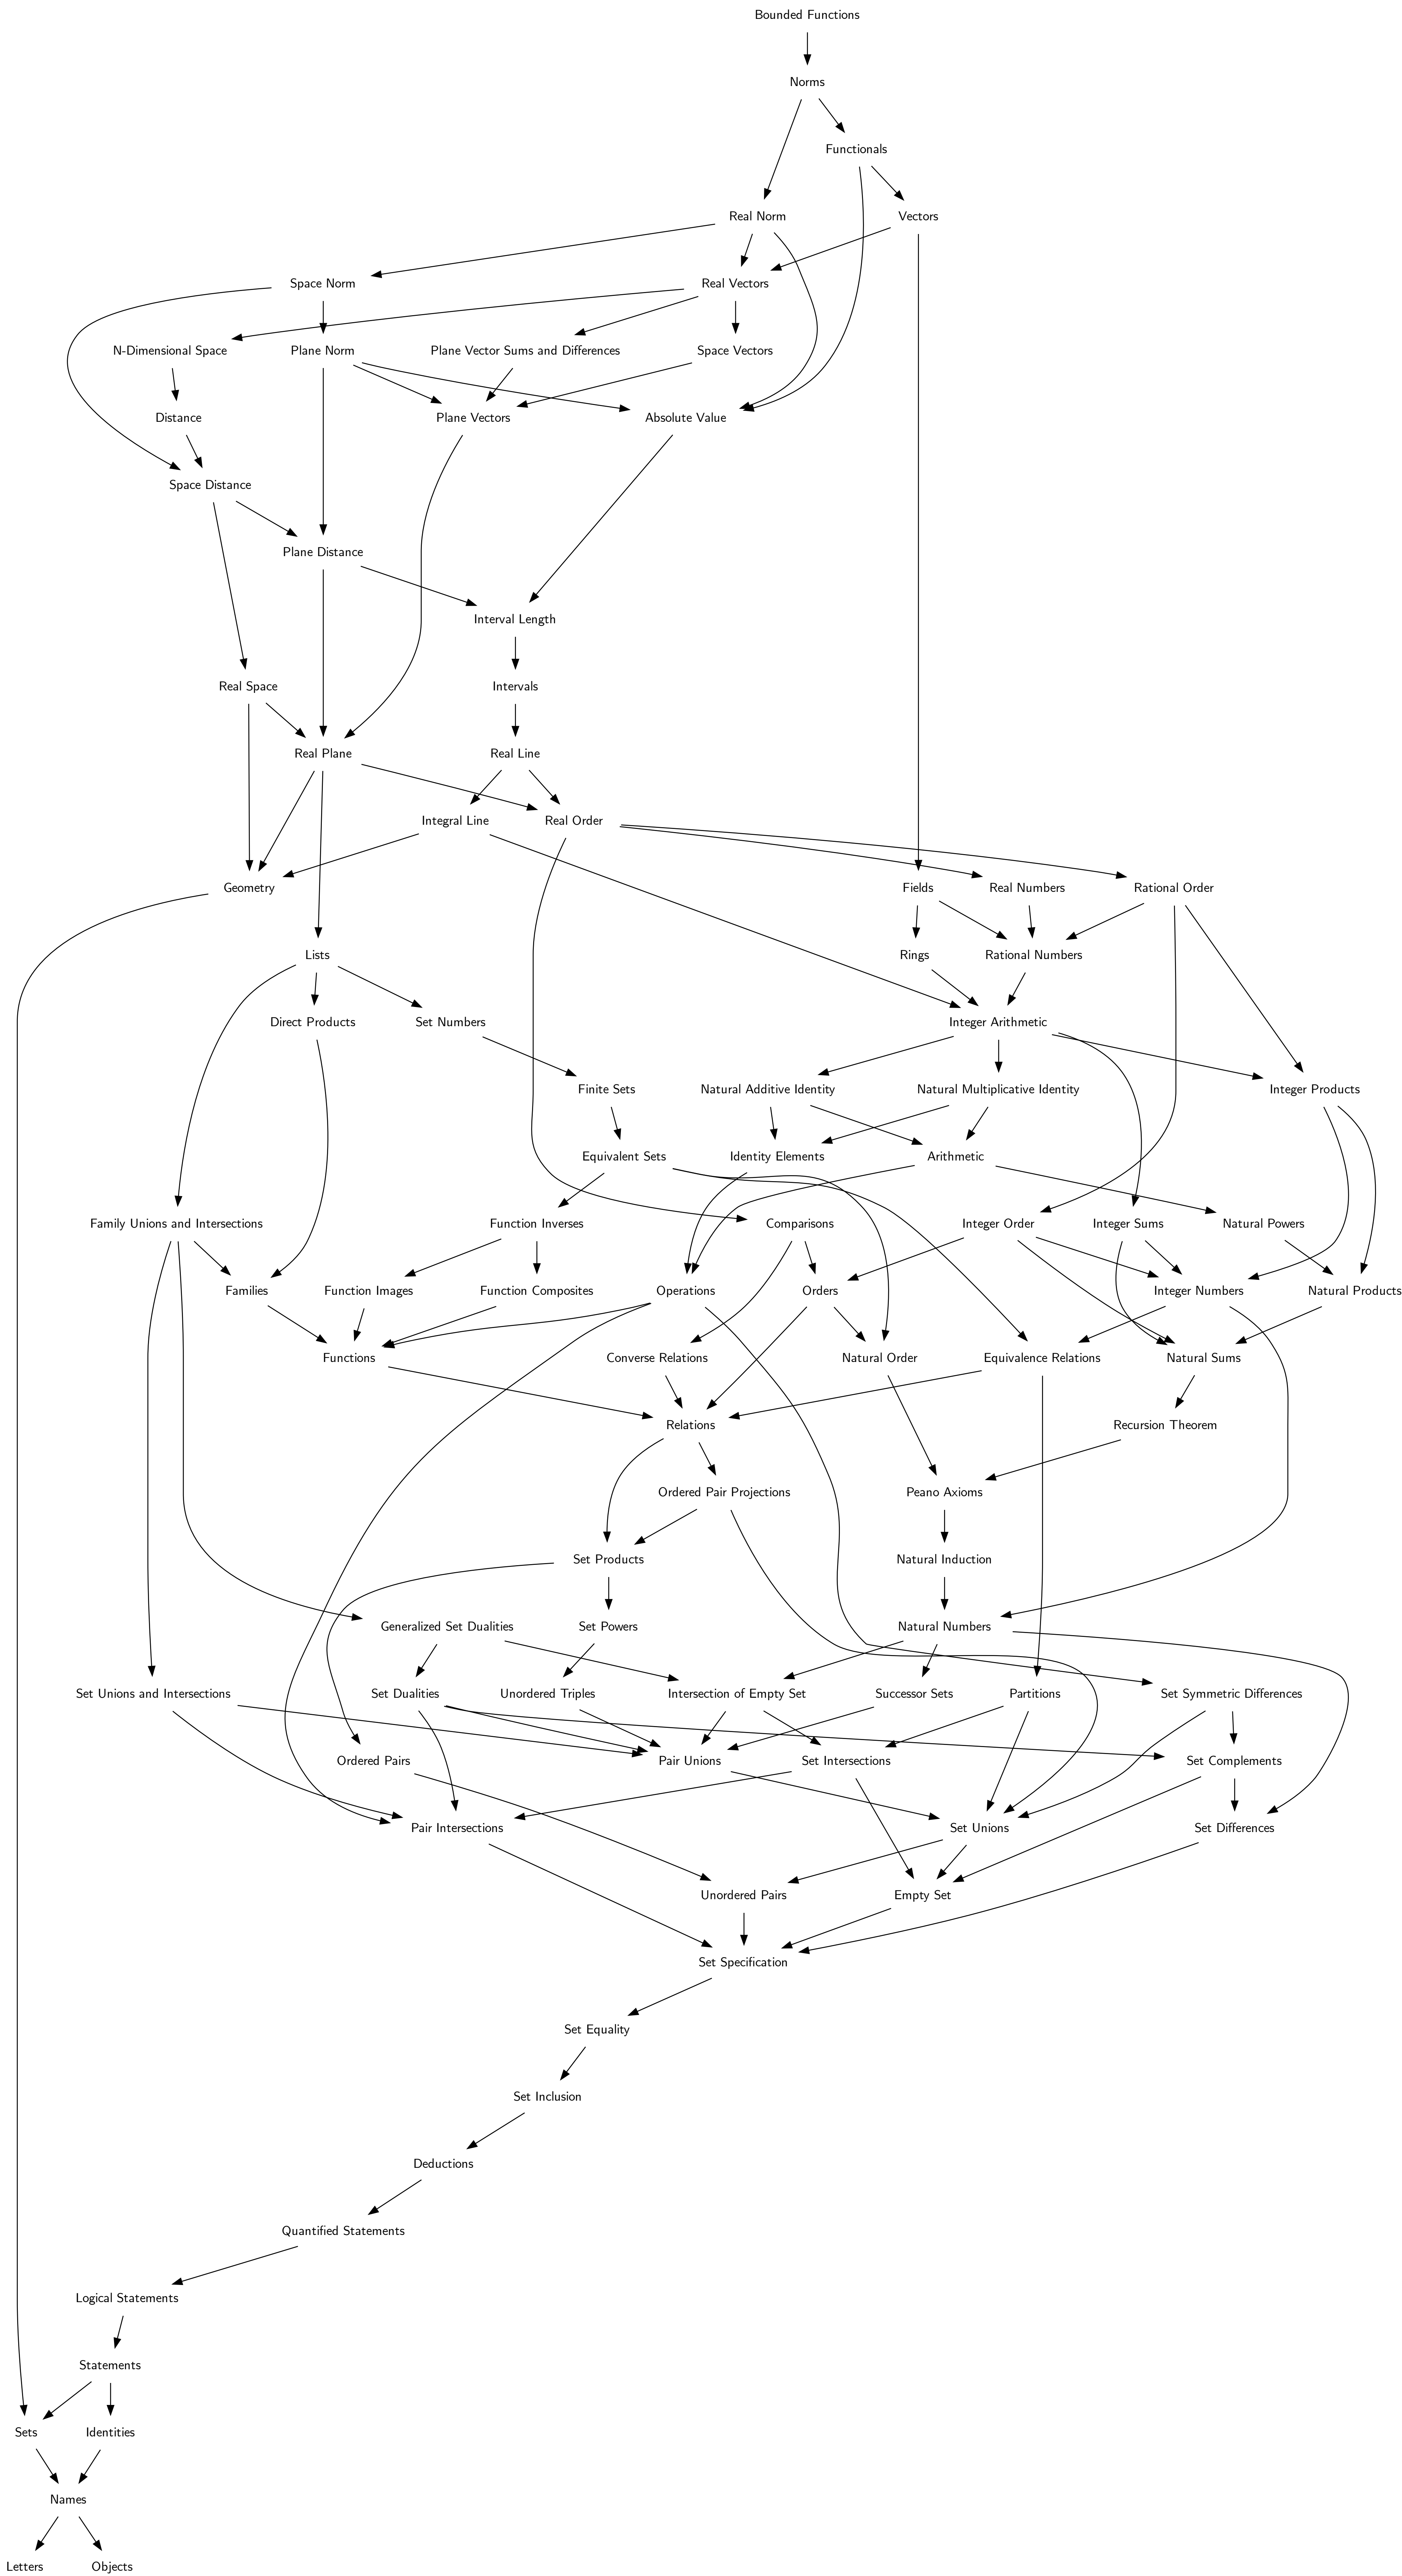 Bounded Functions
Norms
Functionals
Real Norm
Vectors
Space Norm
Real Vectors
N-Dimensional Space
Plane Norm
Plane Vector Sums and Differences
Space Vectors
Distance
Plane Vectors
Absolute Value
Space Distance
Plane Distance
Interval Length
Real Space
Intervals
Real Plane
Real Line
Integral Line
Real Order
Geometry
Fields
Real Numbers
Rational Order
Lists
Rings
Rational Numbers
Direct Products
Set Numbers
Integer Arithmetic
Finite Sets
Natural Additive Identity
Natural Multiplicative Identity
Integer Products
Equivalent Sets
Identity Elements
Arithmetic
Family Unions and Intersections
Function Inverses
Comparisons
Integer Order
Integer Sums
Natural Powers
Families
Function Images
Function Composites
Operations
Orders
Integer Numbers
Natural Products
Functions
Converse Relations
Natural Order
Equivalence Relations
Natural Sums
Relations
Recursion Theorem
Ordered Pair Projections
Peano Axioms
Set Products
Natural Induction
Generalized Set Dualities
Set Powers
Natural Numbers
Set Unions and Intersections
Set Dualities
Unordered Triples
Intersection of Empty Set
Successor Sets
Partitions
Set Symmetric Differences
Ordered Pairs
Pair Unions
Set Intersections
Set Complements
Pair Intersections
Set Unions
Set Differences
Unordered Pairs
Empty Set
Set Specification
Set Equality
Set Inclusion
Deductions
Quantified Statements
Logical Statements
Statements
Sets
Identities
Names
Letters
Objects